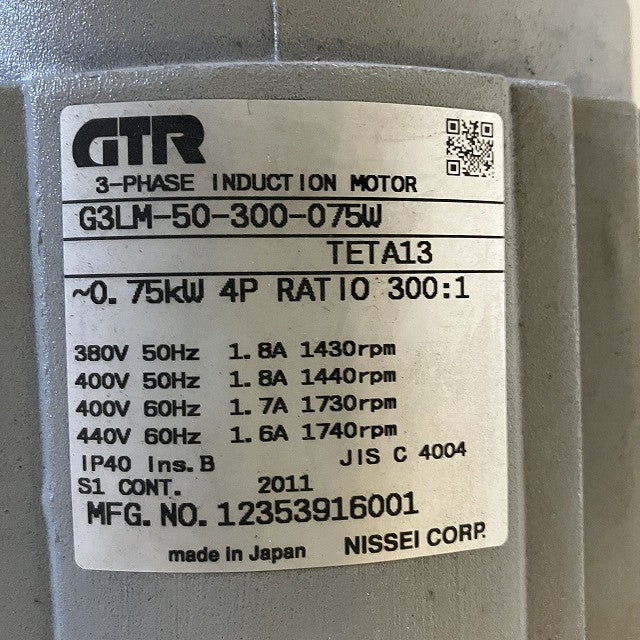 GTR
3-PHASE INDUCTION MOTOR
G3LM-50-300-075W
TETA13
~0.75kW 4P RATIO 300:1
380V 50Hz 1.8A 1430rpm
400V 50Hz 1.8A 1440rpm
400V 60Hz 1.7A 1730rpm
440V 60Hz 1.6A 1740rpm
IP40 Ins.B JIS C 4004
S1 CONT. 2011
MFG.NO.12353916001
made in Japan NISSEI CORP.